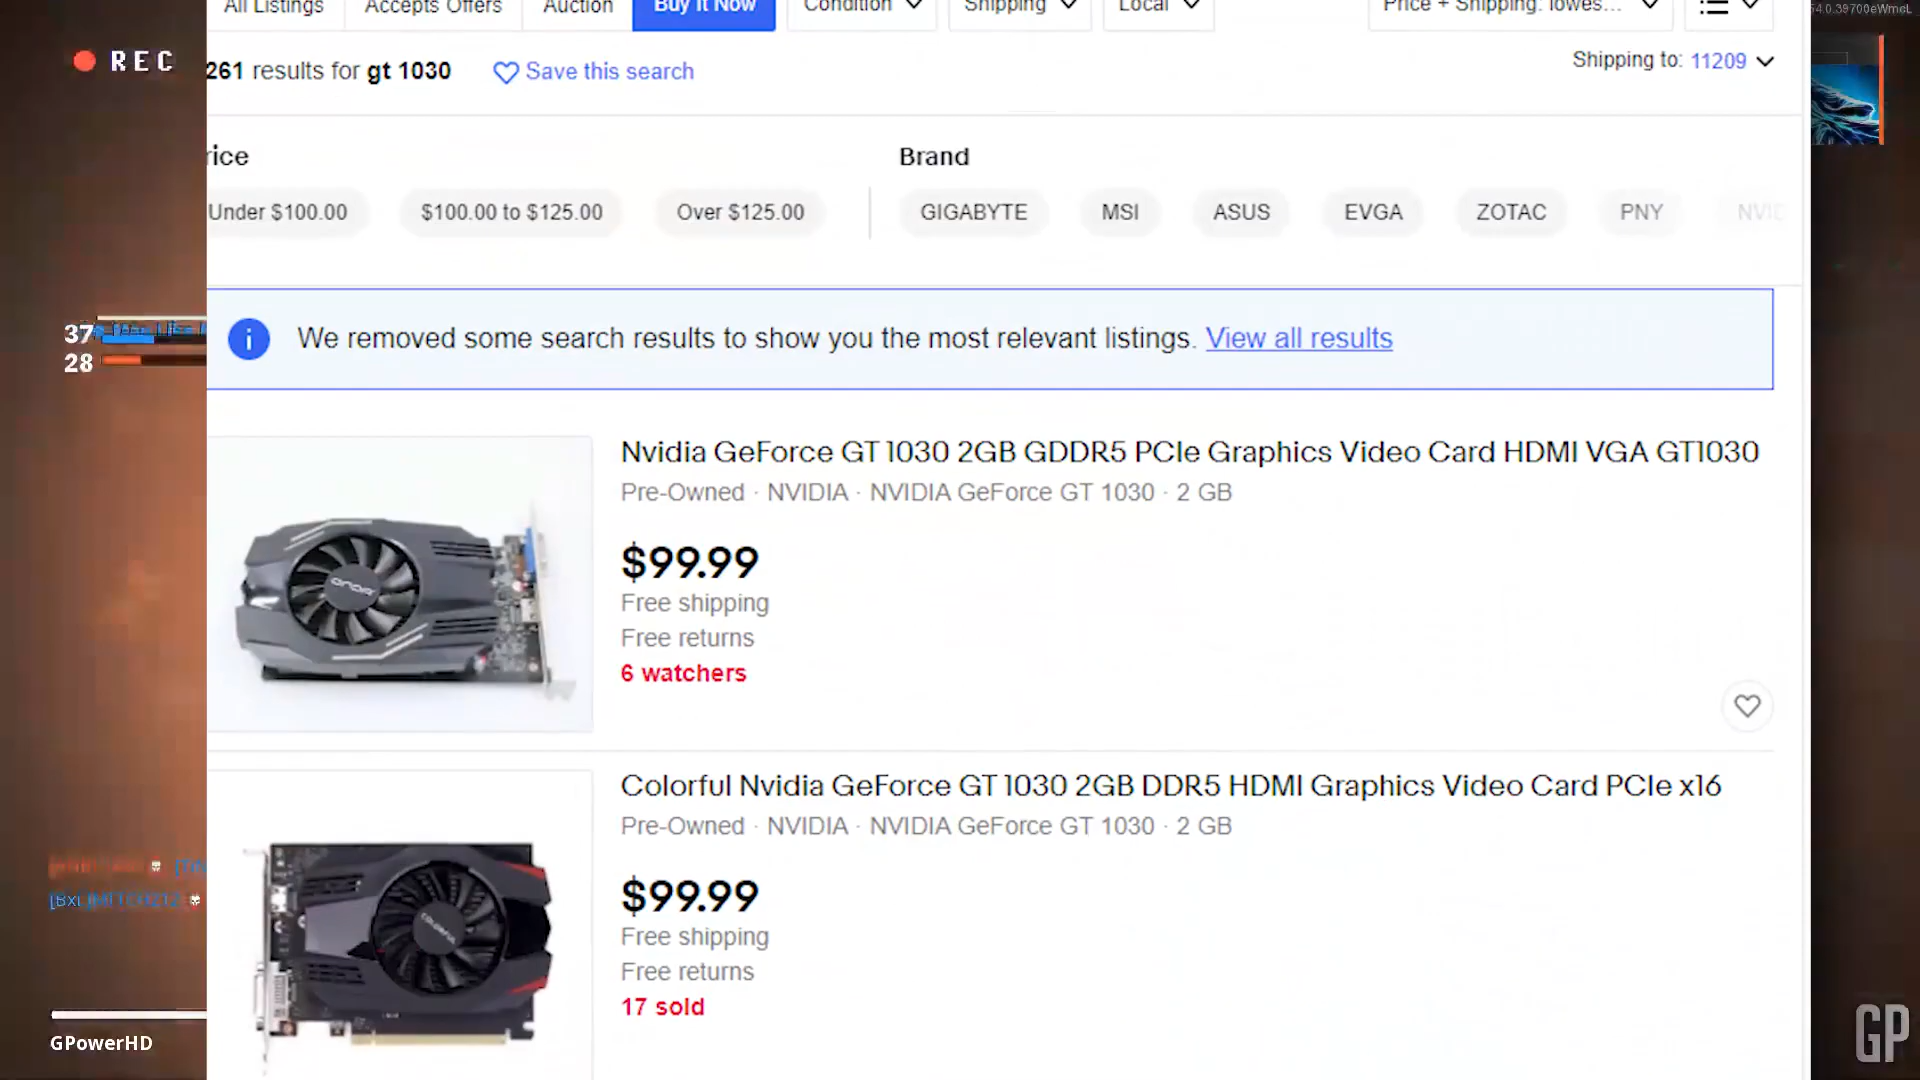 All Listings Accepts Offers Auction Buy It Now Condition Shipping Local Price + Shipping: lowes...
REC
261 results for gt 1030 Save this search
Shipping to: 11209
rice Brand
Under $100.00 $100.00 to $125.00 Over $125.00 GIGABYTE MSI ASUS EVGA ZOTAC PNY
37
28
We removed some search results to show you the most relevant listings. View all results
Nvidia GeForce GT 1030 2GB GDDR5 PCIe Graphics Video Card HDMI VGA GT1030
Pre-Owned · NVIDIA · NVIDIA GeForce GT 1030 · 2 GB
$99.99
Free shipping
Free returns
6 watchers
Colorful Nvidia GeForce GT 1030 2GB DDR5 HDMI Graphics Video Card PCIe x16
Pre-Owned · NVIDIA · NVIDIA GeForce GT 1030 · 2 GB
$99.99
Free shipping
Free returns
17 sold
COLORFUL
GPowerHD
GP